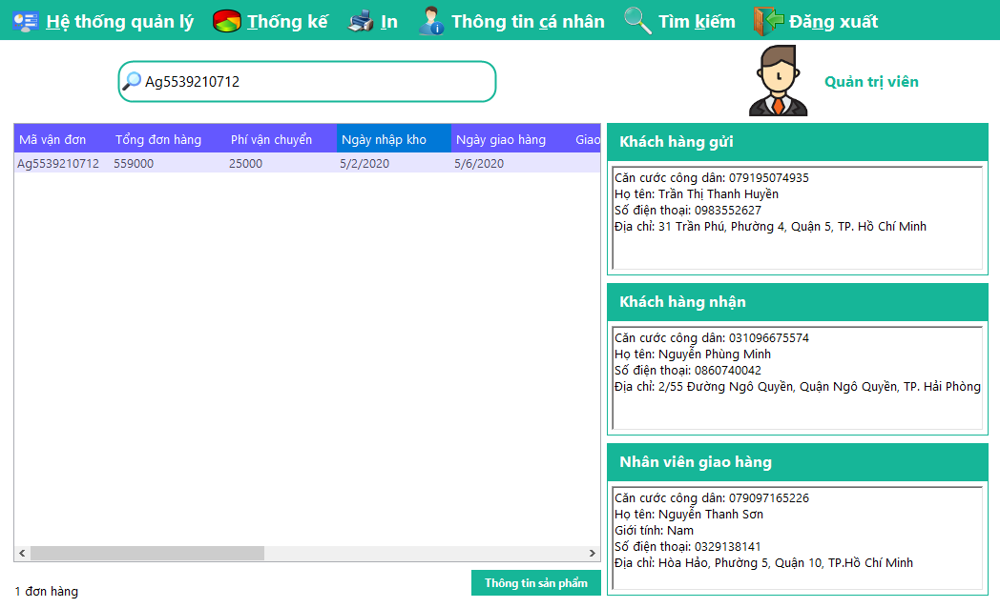 Hệ thống quản lý Thống kế In Thông tin cá nhân Tìm kiếm Đăng xuất
Ag5539210712
Quản trị viên
Mã vận đơn Tổng đơn hàng Phí vận chuyển Ngày nhập kho Ngày giao hàng Giao
Ag5539210712 559000 25000 5/2/2020 5/6/2020
1 đơn hàng
Thông tin sản phẩm
Khách hàng gửi
Căn cước công dân: 079195074935
Họ tên: Trần Thị Thanh Huyền
Số điện thoại: 0983552627
Địa chỉ: 31 Trần Phú, Phường 4, Quận 5, TP. Hồ Chí Minh
Khách hàng nhận
Căn cước công dân: 031096675574
Họ tên: Nguyễn Phùng Minh
Số điện thoại: 0860740042
Địa chỉ: 2/55 Đường Ngô Quyền, Quận Ngô Quyền, TP. Hải Phòng
Nhân viên giao hàng
Căn cước công dân: 079097165226
Họ tên: Nguyễn Thanh Sơn
Giới tính: Nam
Số điện thoại: 0329138141
Địa chỉ: Hòa Hảo, Phường 5, Quận 10, TP.Hồ Chí Minh